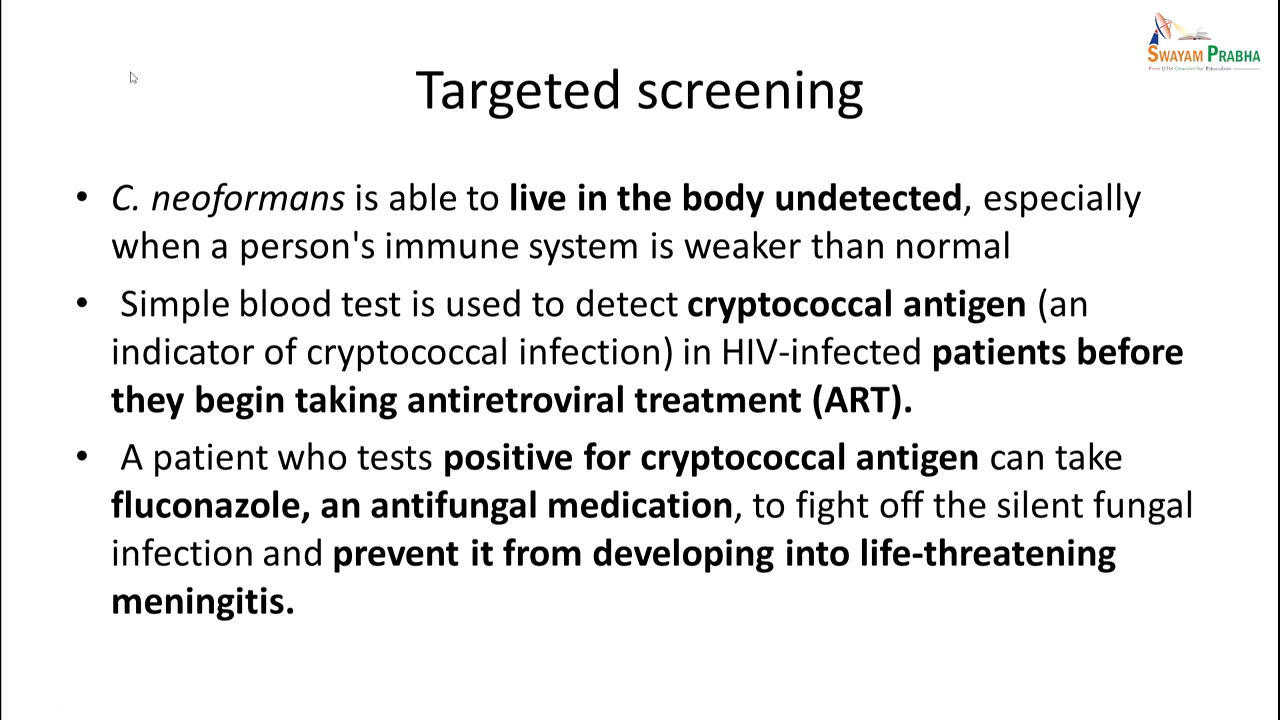 SWAYAM PRABHA
Free DTH Channel for Education
Targeted screening
• C. neoformans is able to live in the body undetected, especially
when a person's immune system is weaker than normal
• Simple blood test is used to detect cryptococcal antigen (an
indicator of cryptococcal infection) in HIV-infected patients before
they begin taking antiretroviral treatment (ART).
• A patient who tests positive for cryptococcal antigen can take
fluconazole, an antifungal medication, to fight off the silent fungal
infection and prevent it from developing into life-threatening
meningitis.